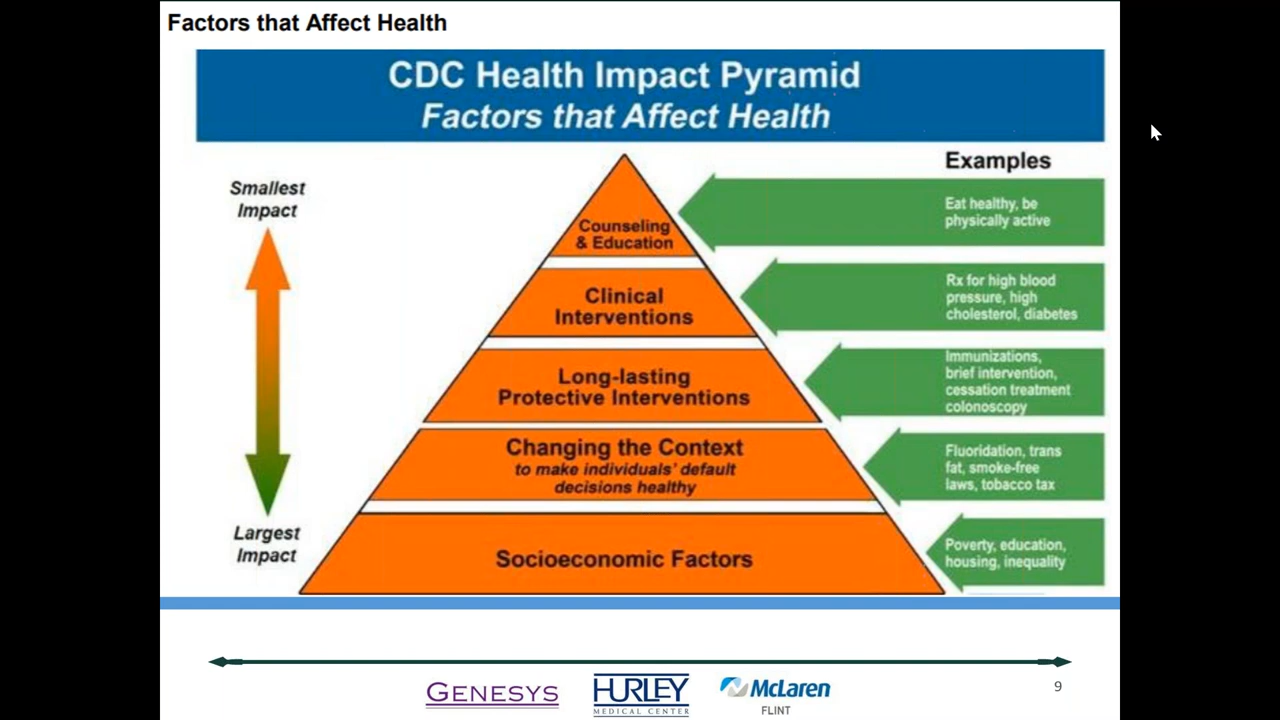 Factors that Affect Health
CDC Health Impact Pyramid
Factors that Affect Health
Examples
Smallest
Impact
Counseling
& Education
Eat healthy, be
physically active
Clinical
Interventions
Rx for high blood
pressure, high
cholesterol, diabetes
Long-lasting
Protective Interventions
Immunizations,
brief intervention,
cessation treatment
colonoscopy
Changing the Context
to make individuals' default
decisions healthy
Fluoridation, trans
fat, smoke-free
laws, tobacco tax
Largest
Impact
Socioeconomic Factors
Poverty, education,
housing, inequality
GENESYS
HURLEY
MEDICAL CENTER
McLaren
FLINT
9